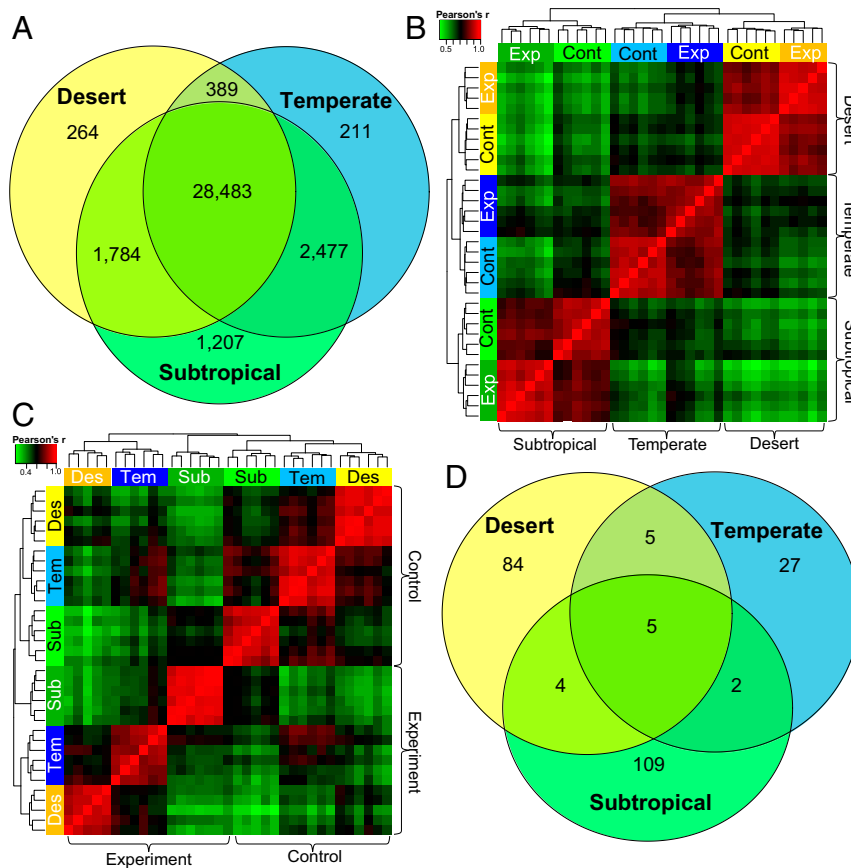 A
Desert
264
389
Temperate
211
28,483
1,784
2,477
1,207
Subtropical
B
Pearson's r
0.5 1.0
Exp Cont Cont Exp Cont Exp
Exp
Cont
Exp
Cont
Cont
Exp
Desert
Temperate
Subtropical
Subtropical Temperate Desert
C
Pearson's r
0.4 1.0
Des Tem Sub Sub Tem Des
Des
Tem
Sub
Sub
Tem
Des
Control
Experiment
Experiment Control
D
Desert
84
5
Temperate
27
5
4
2
109
Subtropical